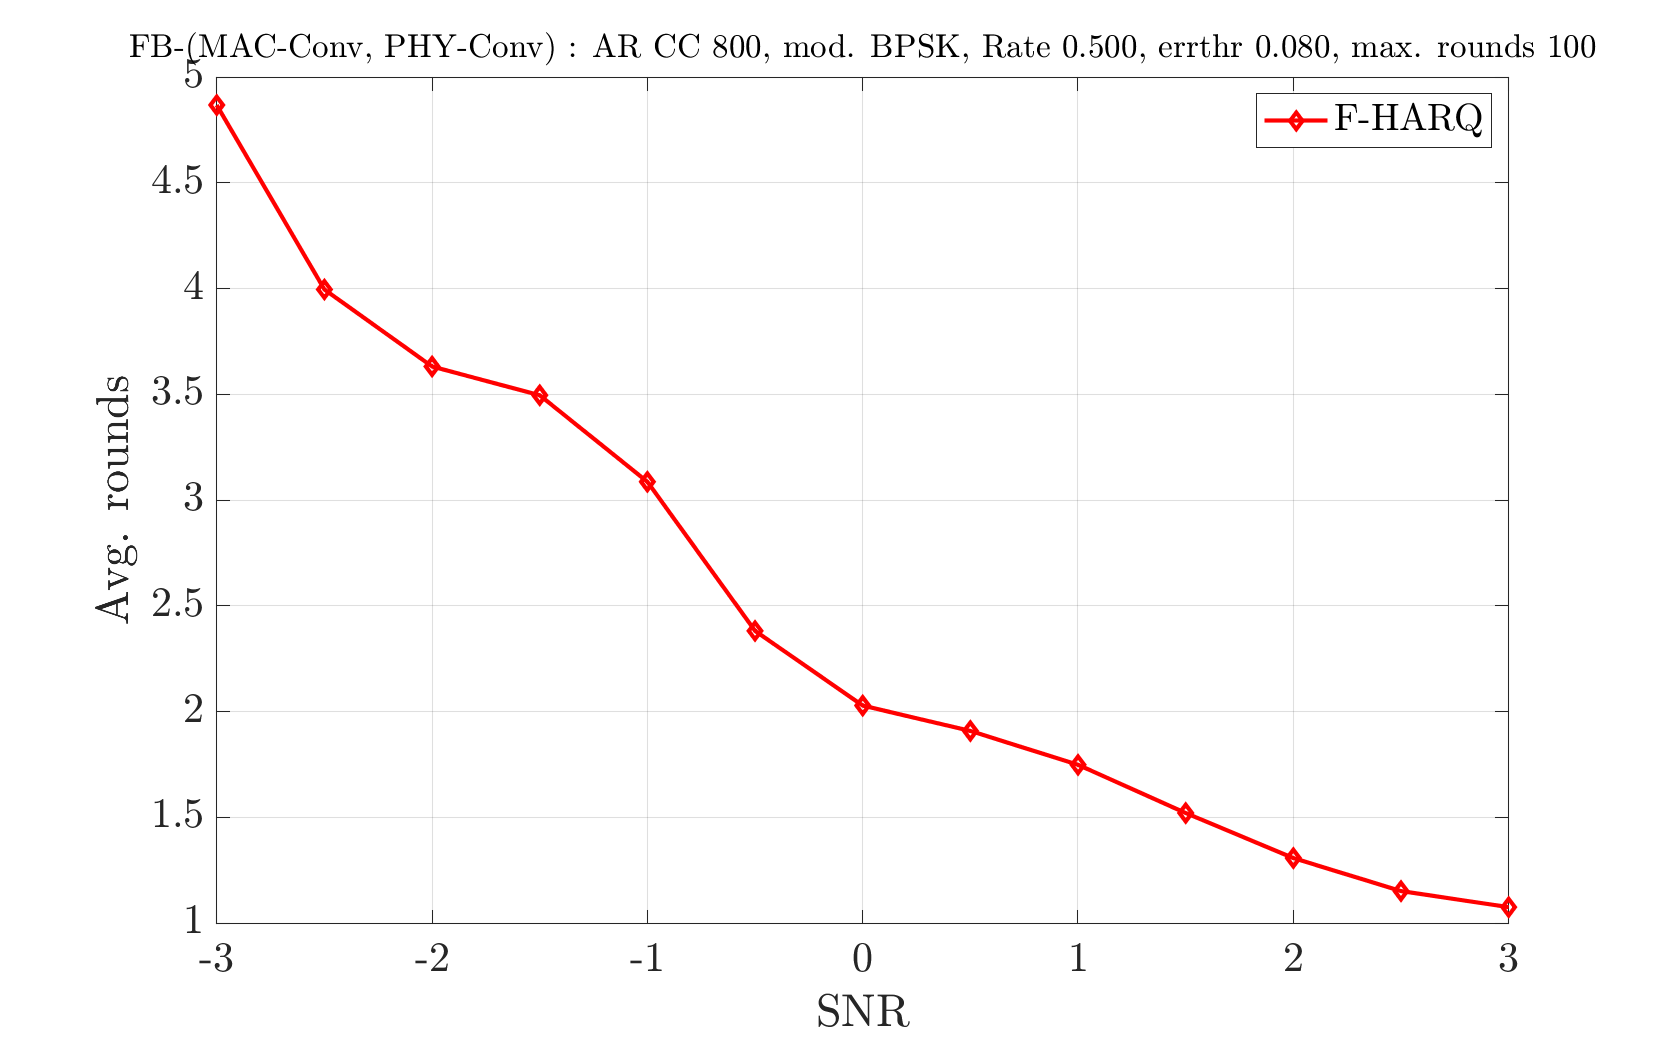 FB-(MAC-Conv, PHY-Conv) : AR CC 800, mod. BPSK, Rate 0.500, errthr 0.080, max. rounds 100
F-HARQ
5
4.5
4
3.5
3
2.5
2
1.5
1
Avg. rounds
-3 -2 -1 0 1 2 3
SNR